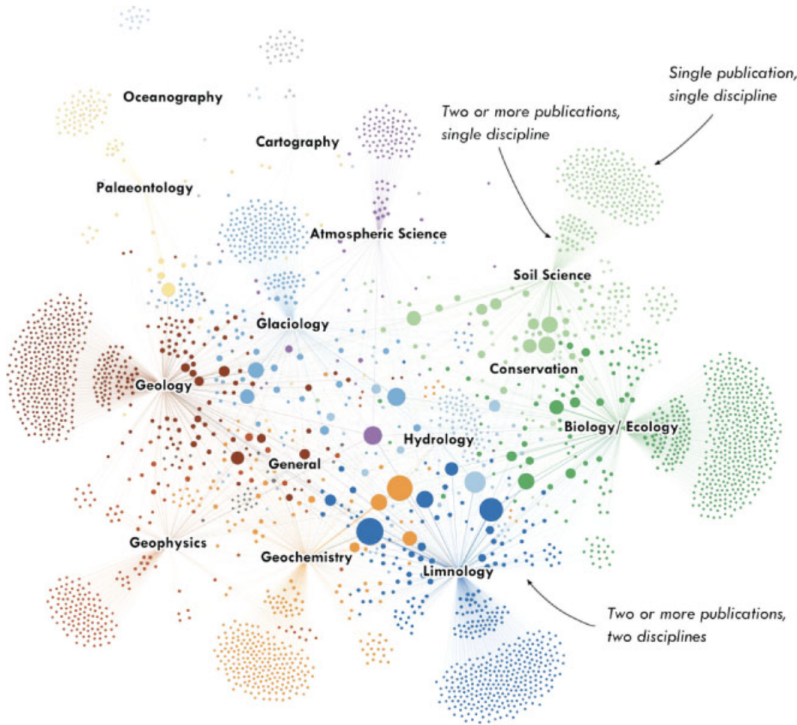 Single publication,
single discipline
Oceanography
Two or more publications,
single discipline
Cartography
Palaeontology
Atmospheric Science
Soil Science
Glaciology
Conservation
Geology
Biology/ Ecology
Hydrology
General
Geophysics
Geochemistry
Limnology
Two or more publications,
two disciplines